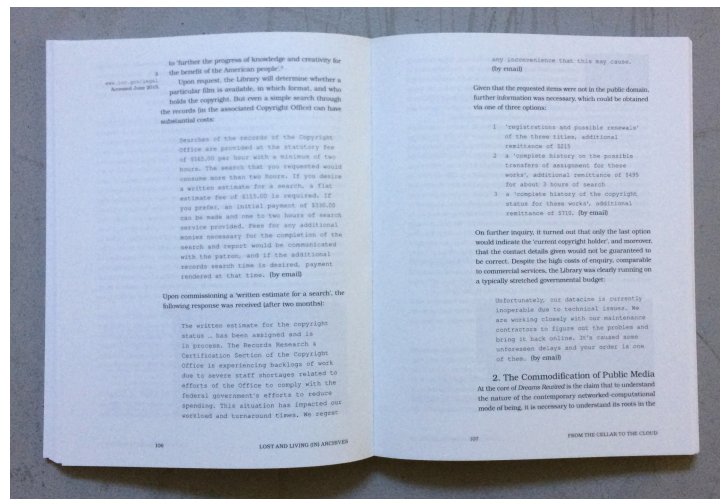 to 'further the progress of knowledge and creativity for
the benefit of the American people'.⁹
9
www.loc.gov/legal
Accessed June 2015
Upon request, the Library will determine whether a
particular film is available, in which format, and who
holds the copyright. But even a simple search through
the records (in the associated Copyright Office) can have
substantial costs:
Searches of the records of the Copyright
Office are provided at the statutory fee
of $165.00 per hour with a minimum of two
hours. The search that you requested would
consume more than two hours. If you desire
a written estimate for a search, a flat
estimate fee of $115.00 is required. If
you prefer, an initial payment of $330.00
can be made and one to two hours of search
service provided. Fees for any additional
monies necessary for the completion of the
search and report would be communicated
with the patron, and if the additional
records search time is desired, payment
rendered at that time. (by email)
Upon commissioning a 'written estimate for a search', the
following response was received (after two months):
The written estimate for the copyright
status … has been assigned and is
in process. The Records Research &
Certification Section of the Copyright
Office is experiencing backlogs of work
due to severe staff shortages related to
efforts of the Office to comply with the
federal government's efforts to reduce
spending. This situation has impacted our
workload and turnaround times. We regret
106
LOST AND LIVING (IN) ARCHIVES
any inconvenience that this may cause.
(by email)
Given that the requested items were not in the public domain,
further information was necessary, which could be obtained
via one of three options:
1 'registrations and possible renewals'
of the three titles, additional
remittance of $215
2 a 'complete history on the possible
transfers of assignment for these
works', additional remittance of $495
for about 3 hours of search
3 a 'complete history of the copyright
status for these works', additional
remittance of $710. (by email)
On further inquiry, it turned out that only the last option
would indicate the 'current copyright holder', and moreover,
that the contact details given would not be guaranteed to
be correct. Despite the high costs of enquiry, comparable
to commercial services, the Library was clearly running on
a typically stretched governmental budget:
Unfortunately, our datacine is currently
inoperable due to technical issues. We
are working closely with our maintenance
contractors to figure out the problem and
bring it back online. It's caused some
unforeseen delays and your order is one
of them. (by email)
2. The Commodification of Public Media
At the core of Dreams Rewired is the claim that to understand
the nature of the contemporary networked-computational
mode of being, it is necessary to understand its roots in the
107
FROM THE CELLAR TO THE CLOUD